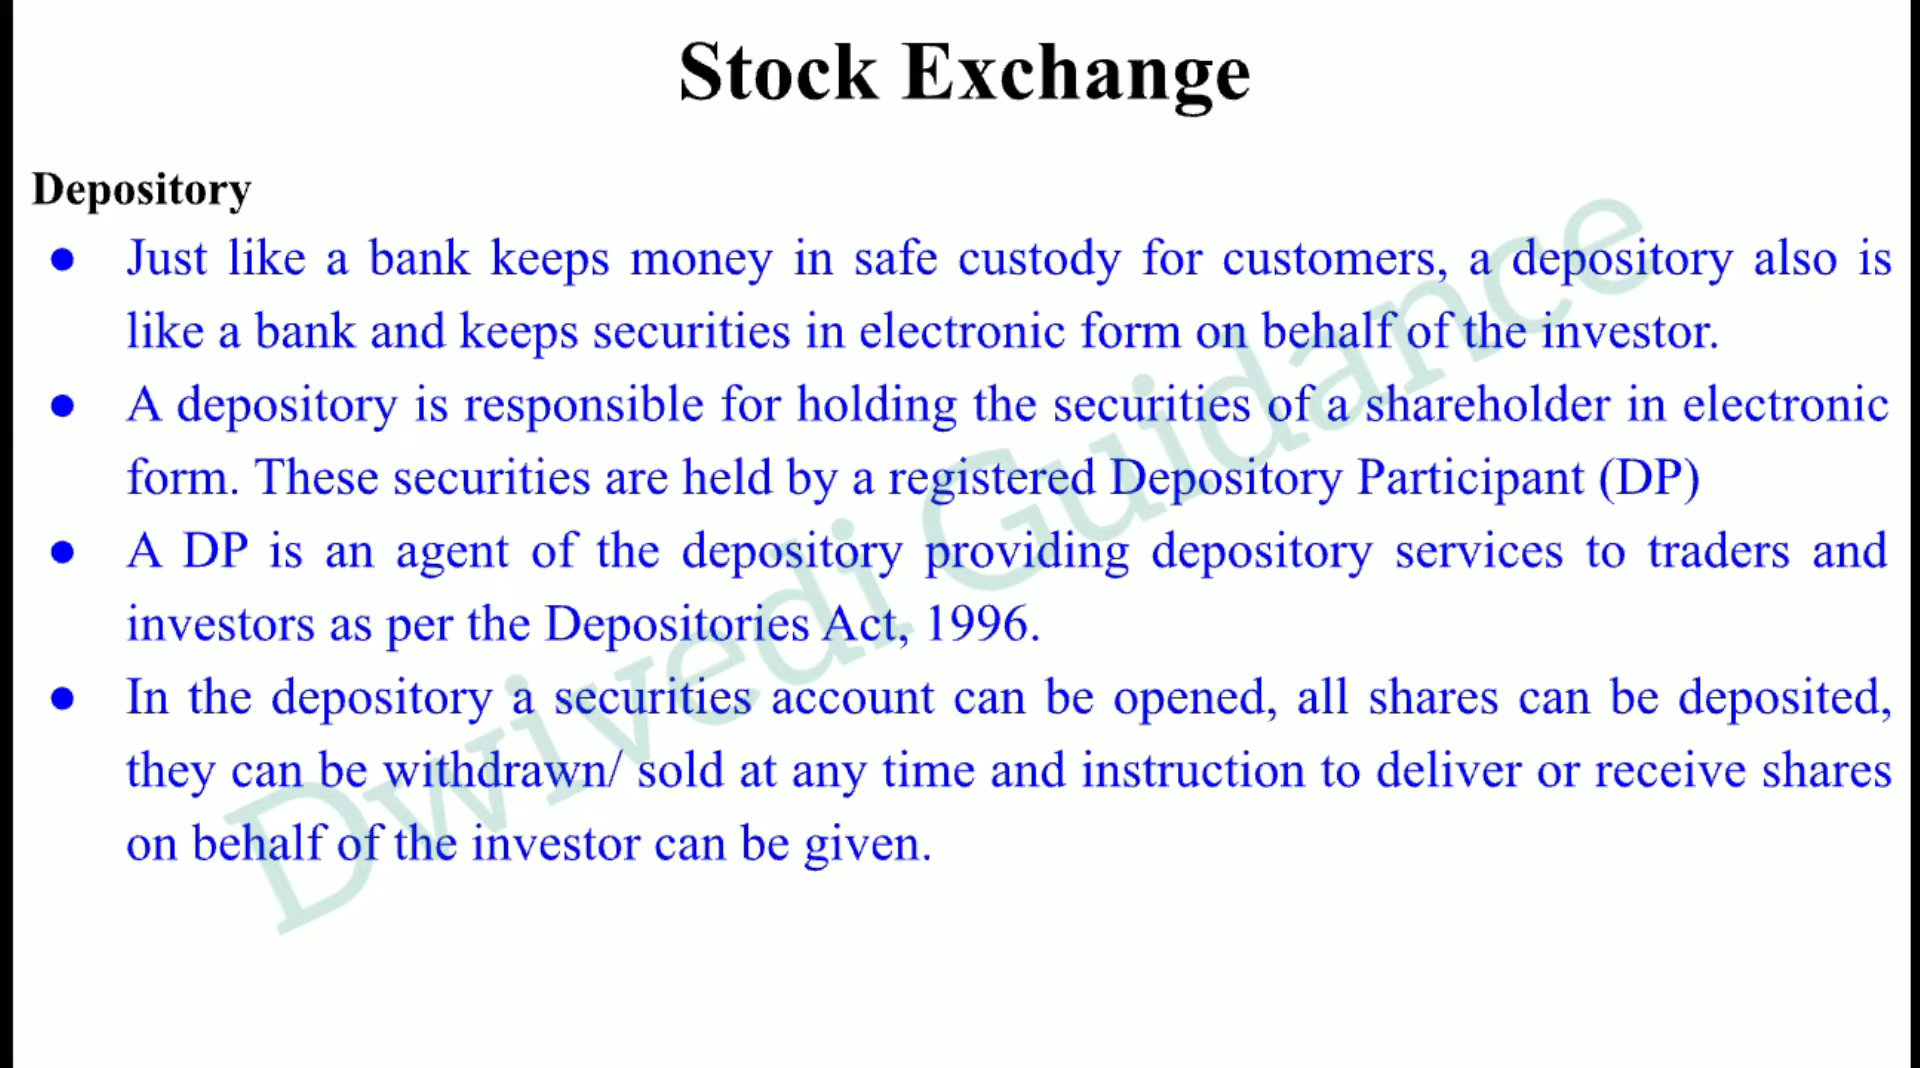 Stock Exchange
Depository
● Just like a bank keeps money in safe custody for customers, a depository also is
like a bank and keeps securities in electronic form on behalf of the investor.
● A depository is responsible for holding the securities of a shareholder in electronic
form. These securities are held by a registered Depository Participant (DP)
● A DP is an agent of the depository providing depository services to traders and
investors as per the Depositories Act, 1996.
● In the depository a securities account can be opened, all shares can be deposited,
they can be withdrawn/ sold at any time and instruction to deliver or receive shares
on behalf of the investor can be given.
Dwivedi Guidance